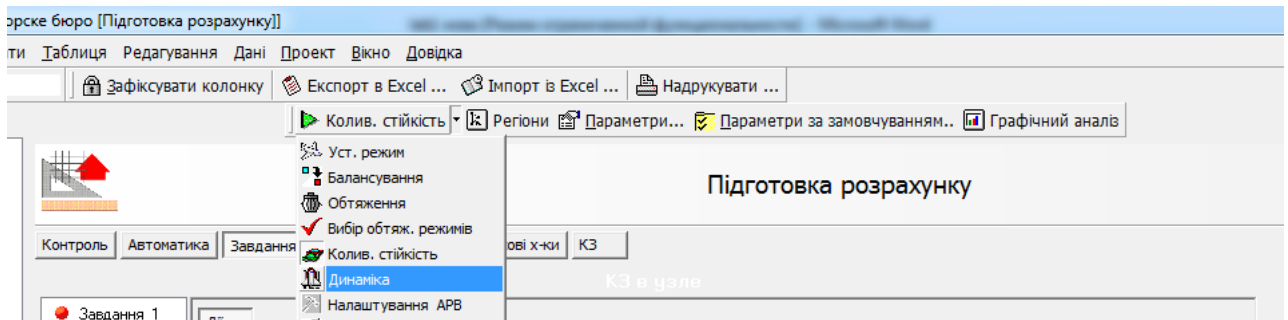 орске бюро [Підготовка розрахунку]]
ти Таблиця Редагування Дані Проект Вікно Довідка
Зафіксувати колонку Експорт в Excel ... Імпорт із Excel ... Надрукувати ...
Колив. стійкість Регіони Параметри... Параметри за замовчуванням.. Графічний аналіз
Уст. режим
Балансування
Обтяження
Вибір обтяж. режимів
Колив. стійкість
Динаміка
Налаштування АРВ
Підготовка розрахунку
Контроль Автоматика Завдання ові х-ки КЗ
КЗ в узле
Завдання 1